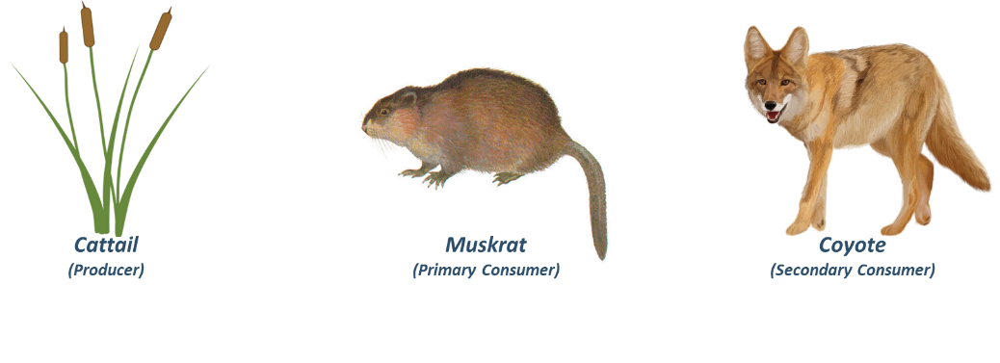 Cattail
(Producer)
Muskrat
(Primary Consumer)
Coyote
(Secondary Consumer)